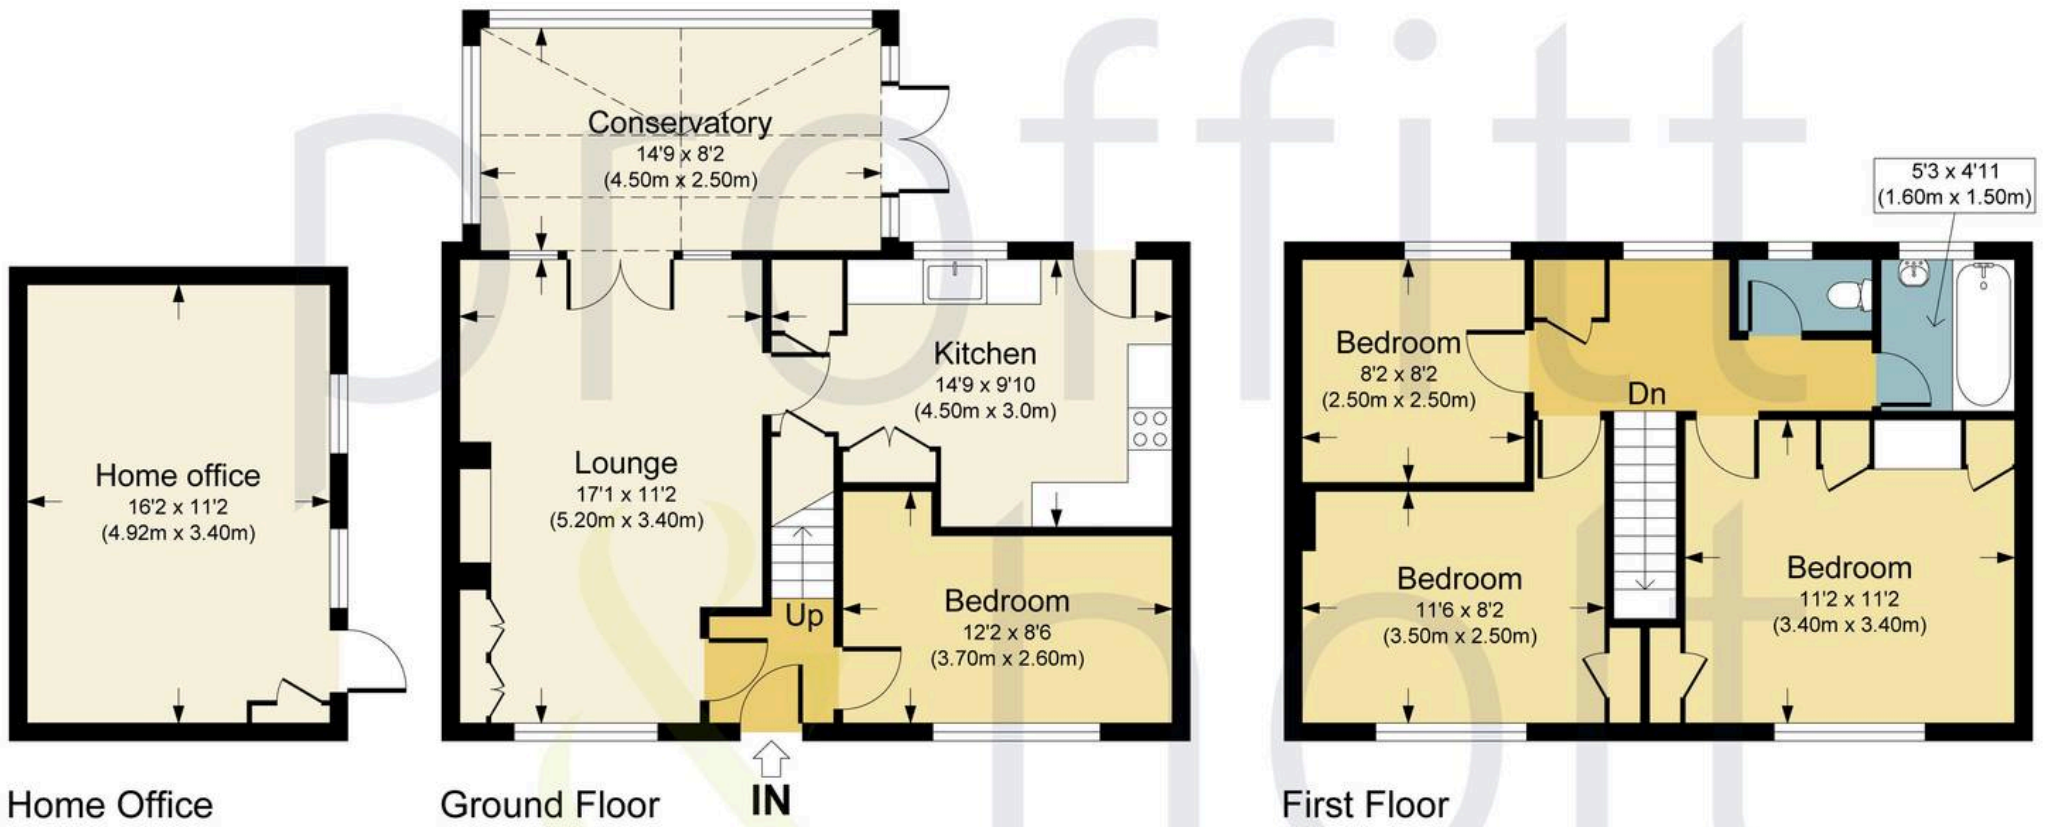 proffitt
& holt
Conservatory
14'9 x 8'2
(4.50m x 2.50m)
5'3 x 4'11
(1.60m x 1.50m)
Home office
16'2 x 11'2
(4.92m x 3.40m)
Lounge
17'1 x 11'2
(5.20m x 3.40m)
Kitchen
14'9 x 9'10
(4.50m x 3.0m)
Up
Bedroom
12'2 x 8'6
(3.70m x 2.60m)
Bedroom
8'2 x 8'2
(2.50m x 2.50m)
Dn
Bedroom
11'6 x 8'2
(3.50m x 2.50m)
Bedroom
11'2 x 11'2
(3.40m x 3.40m)
Home Office
Ground Floor
IN
First Floor